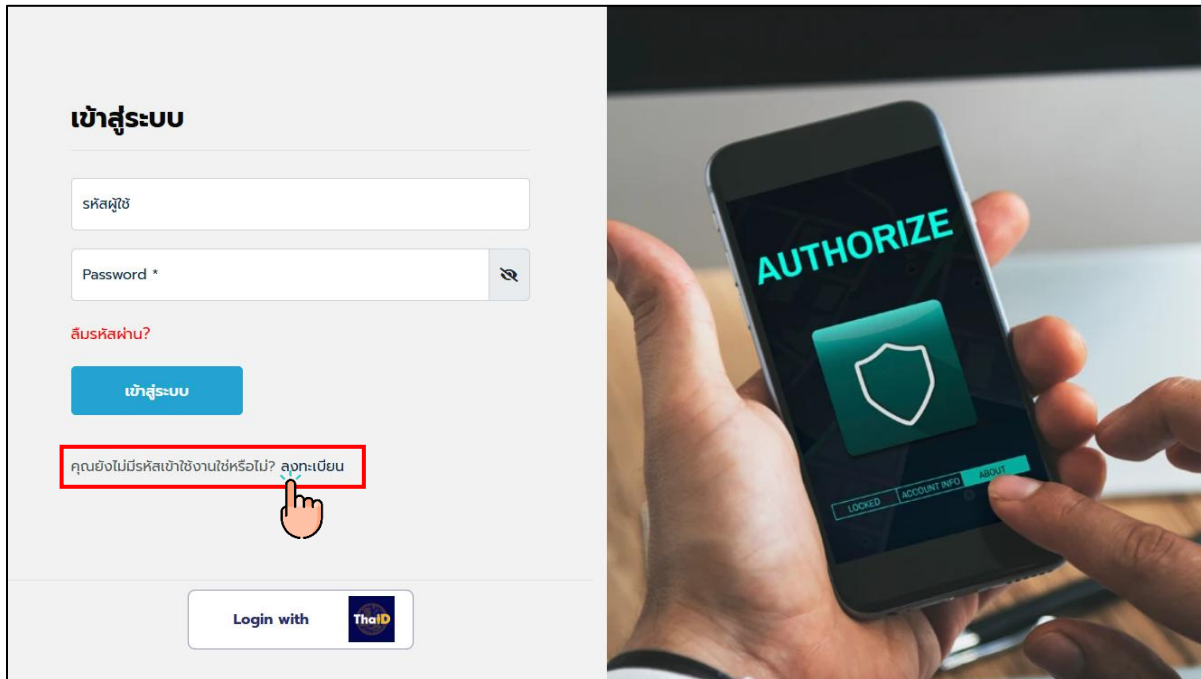 เข้าสู่ระบบ
รหัสผู้ใช้
Password *
ลืมรหัสผ่าน?
เข้าสู่ระบบ
คุณยังไม่มีรหัสเข้าใช้งานใช่หรือไม่? ลงทะเบียน
Login with ThaiD
AUTHORIZE
LOCKED ACCOUNT INFO ABOUT